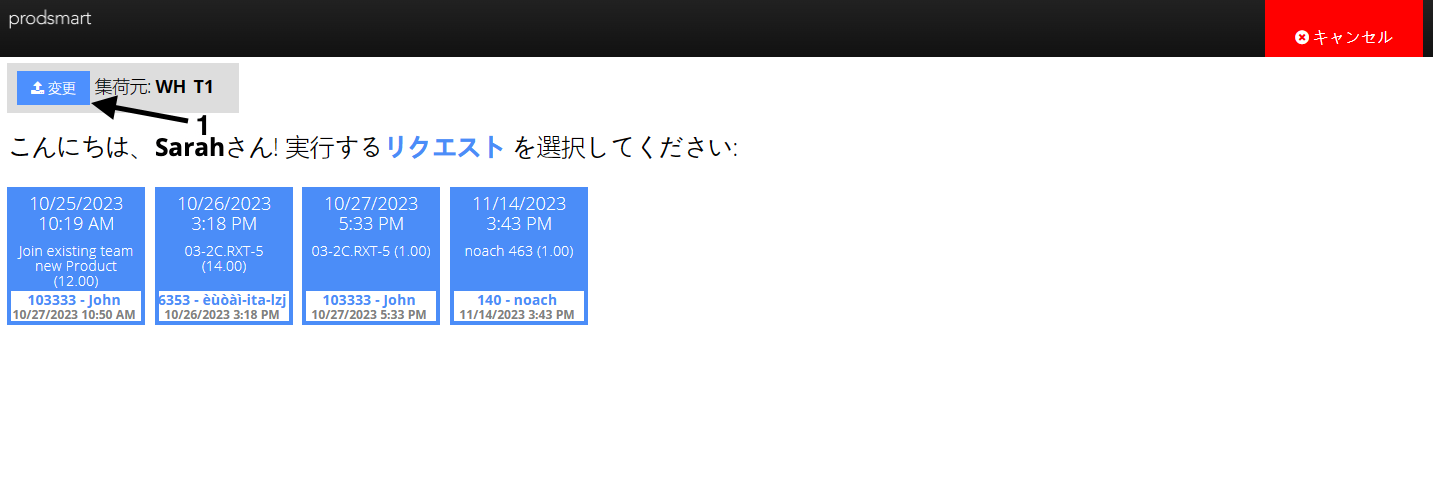 prodsmart
キャンセル
変更 集荷元: WH T1
1
こんにちは、Sarahさん! 実行するリクエスト を選択してください:
10/25/2023
10:19 AM
Join existing team
new Product
(12.00)
103333 - John
10/27/2023 10:50 AM
10/26/2023
3:18 PM
03-2C.RXT-5
(14.00)
6353 - èùòàì-ita-lzj
10/26/2023 3:18 PM
10/27/2023
5:33 PM
03-2C.RXT-5 (1.00)
103333 - John
10/27/2023 5:33 PM
11/14/2023
3:43 PM
noach 463 (1.00)
140 - noach
11/14/2023 3:43 PM